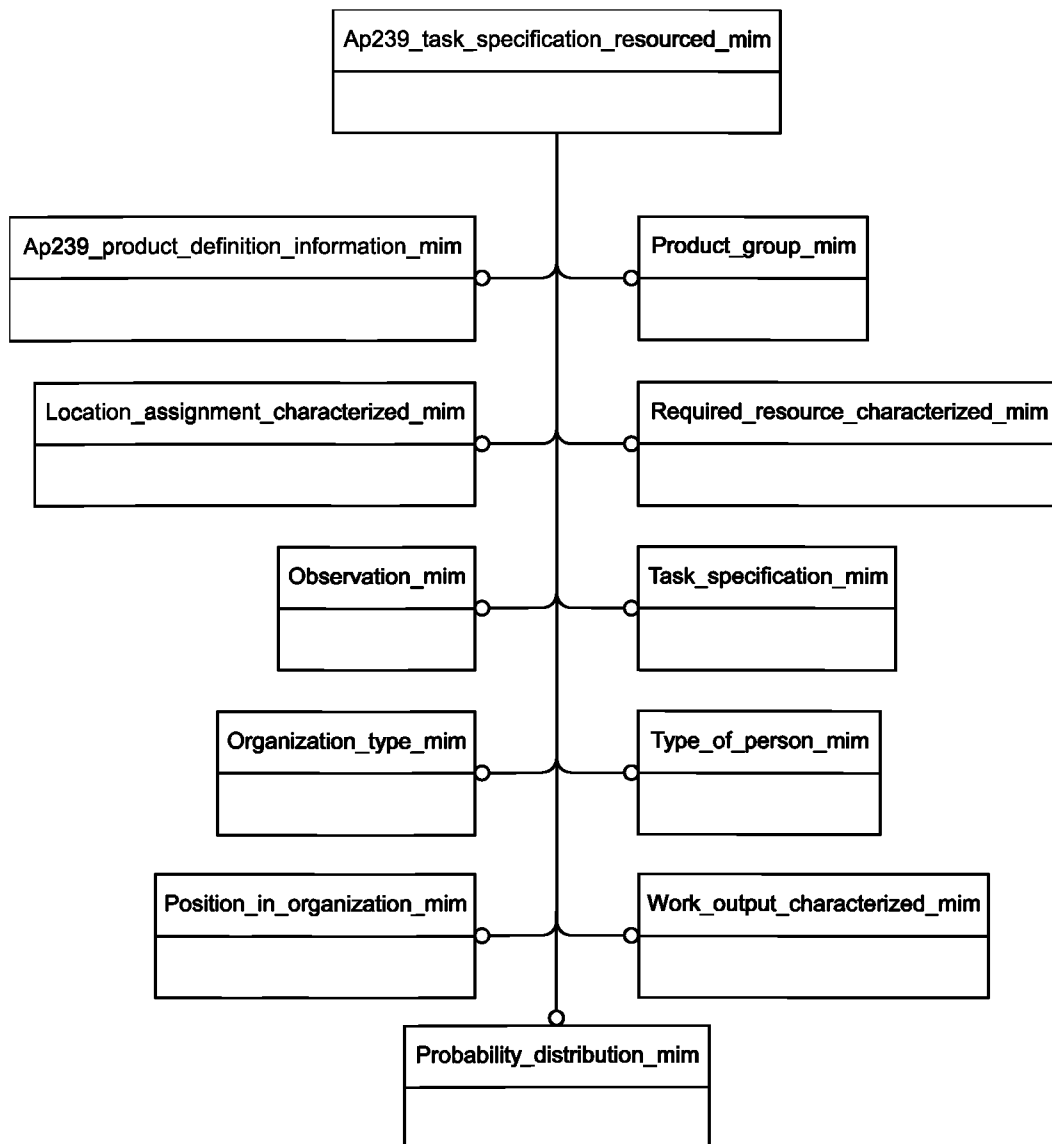 Ap239_task_specification_resourced_mim
Ap239_product_definition_information_mim
Product_group_mim
Location_assignment_characterized_mim
Required_resource_characterized_mim
Observation_mim
Task_specification_mim
Organization_type_mim
Type_of_person_mim
Position_in_organization_mim
Work_output_characterized_mim
Probability_distribution_mim